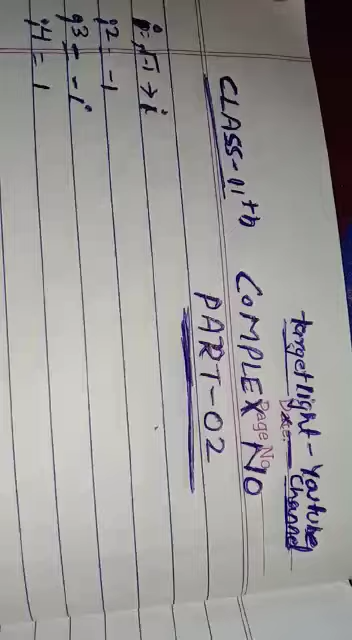 targetlight - Youtube
Channel
Date:
Page No
CLASS-11th COMPLEX NO
PART-02
i=√-1→i
i2 = -1
i3 = -i
i4 = 1